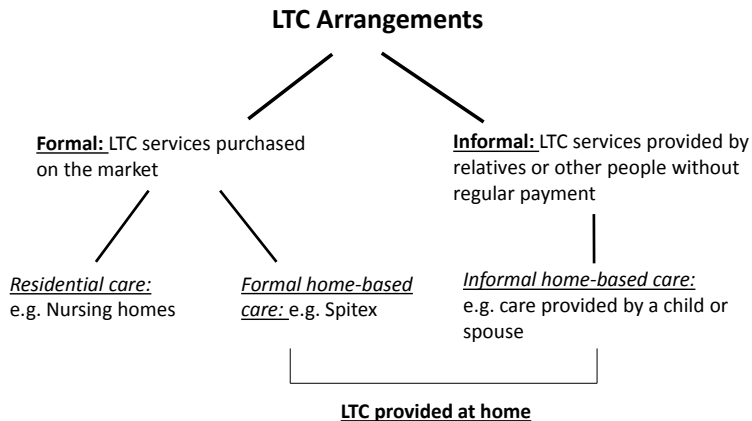 LTC Arrangements
Formal: LTC services purchased
on the market
Informal: LTC services provided by
relatives or other people without
regular payment
Residential care:
e.g. Nursing homes
Formal home-based
care: e.g. Spitex
Informal home-based care:
e.g. care provided by a child or
spouse
LTC provided at home